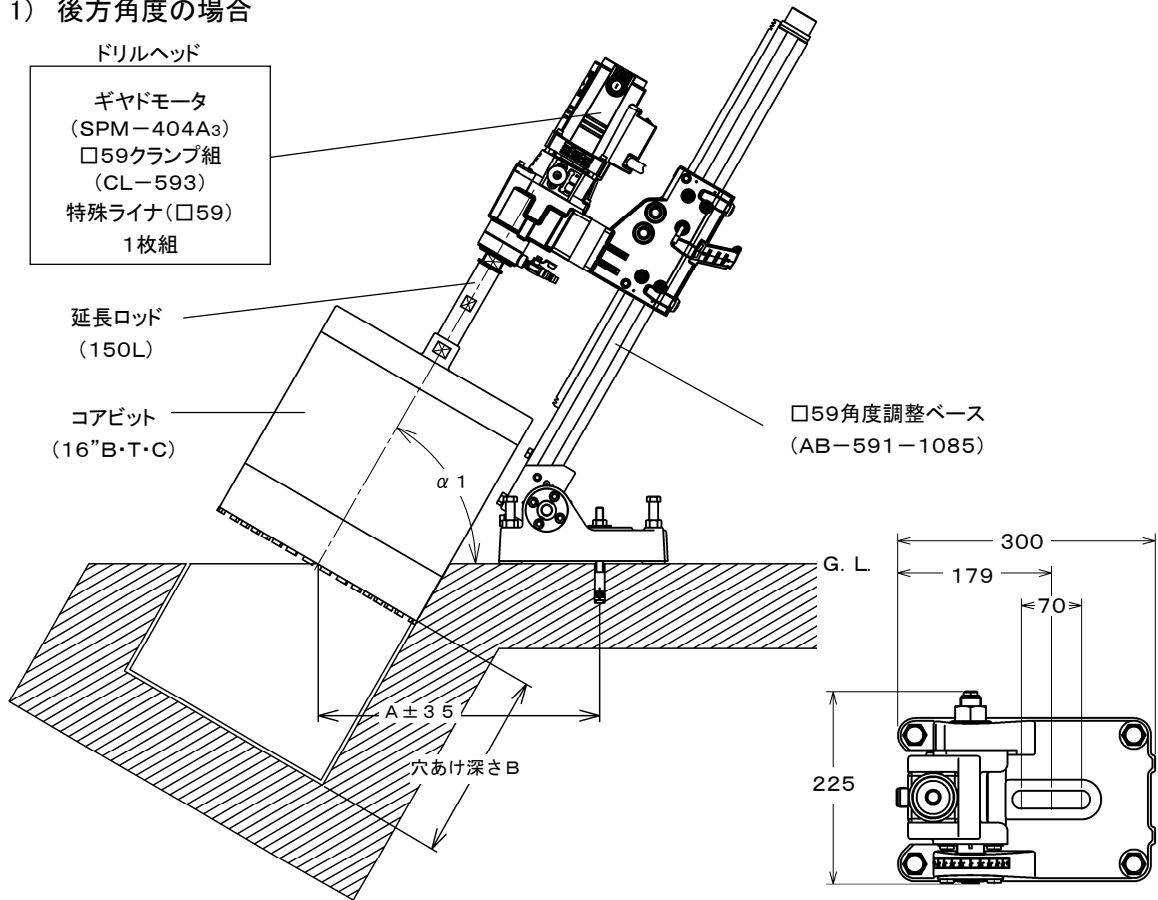 1) 後方角度の場合
ドリルヘッド
ギヤドモータ
(SPM-404A₃)
□59クランプ組
(CL-593)
特殊ライナ(□59)
1枚組
延長ロッド
(150L)
コアビット
(16”B・T・C)
α1
□59角度調整ベース
(AB-591-1085)
G. L.
A±35
穴あけ深さB
300
179
70
225